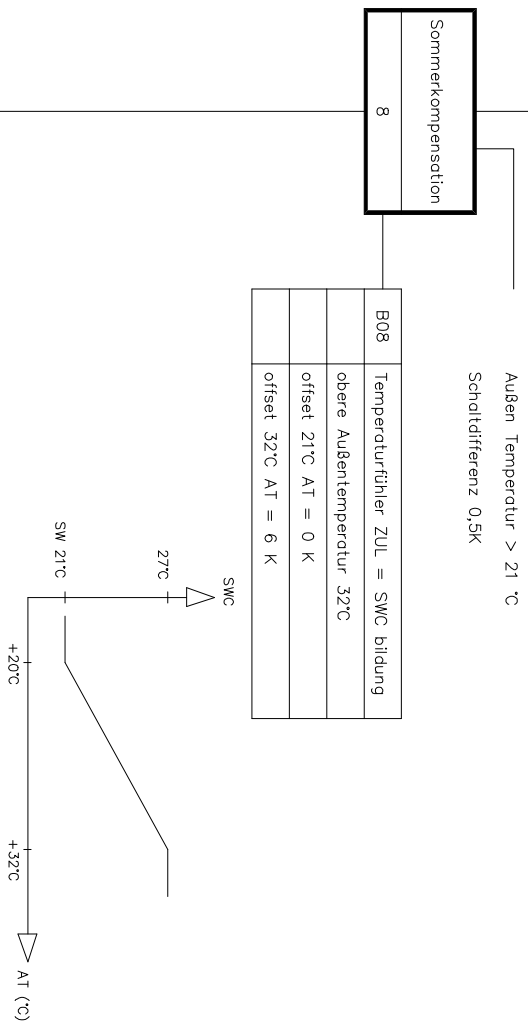 Sommerkompensation
8
Außen Temperatur > 21 °C
Schaltdifferenz 0,5K
B08 Temperaturfühler ZUL = SWC bildung
obere Außentemperatur 32°C
offset 21°C AT = 0 K
offset 32°C AT = 6 K
SWC
27°C
SW 21°C
+20°C
+32°C
AT (°C)